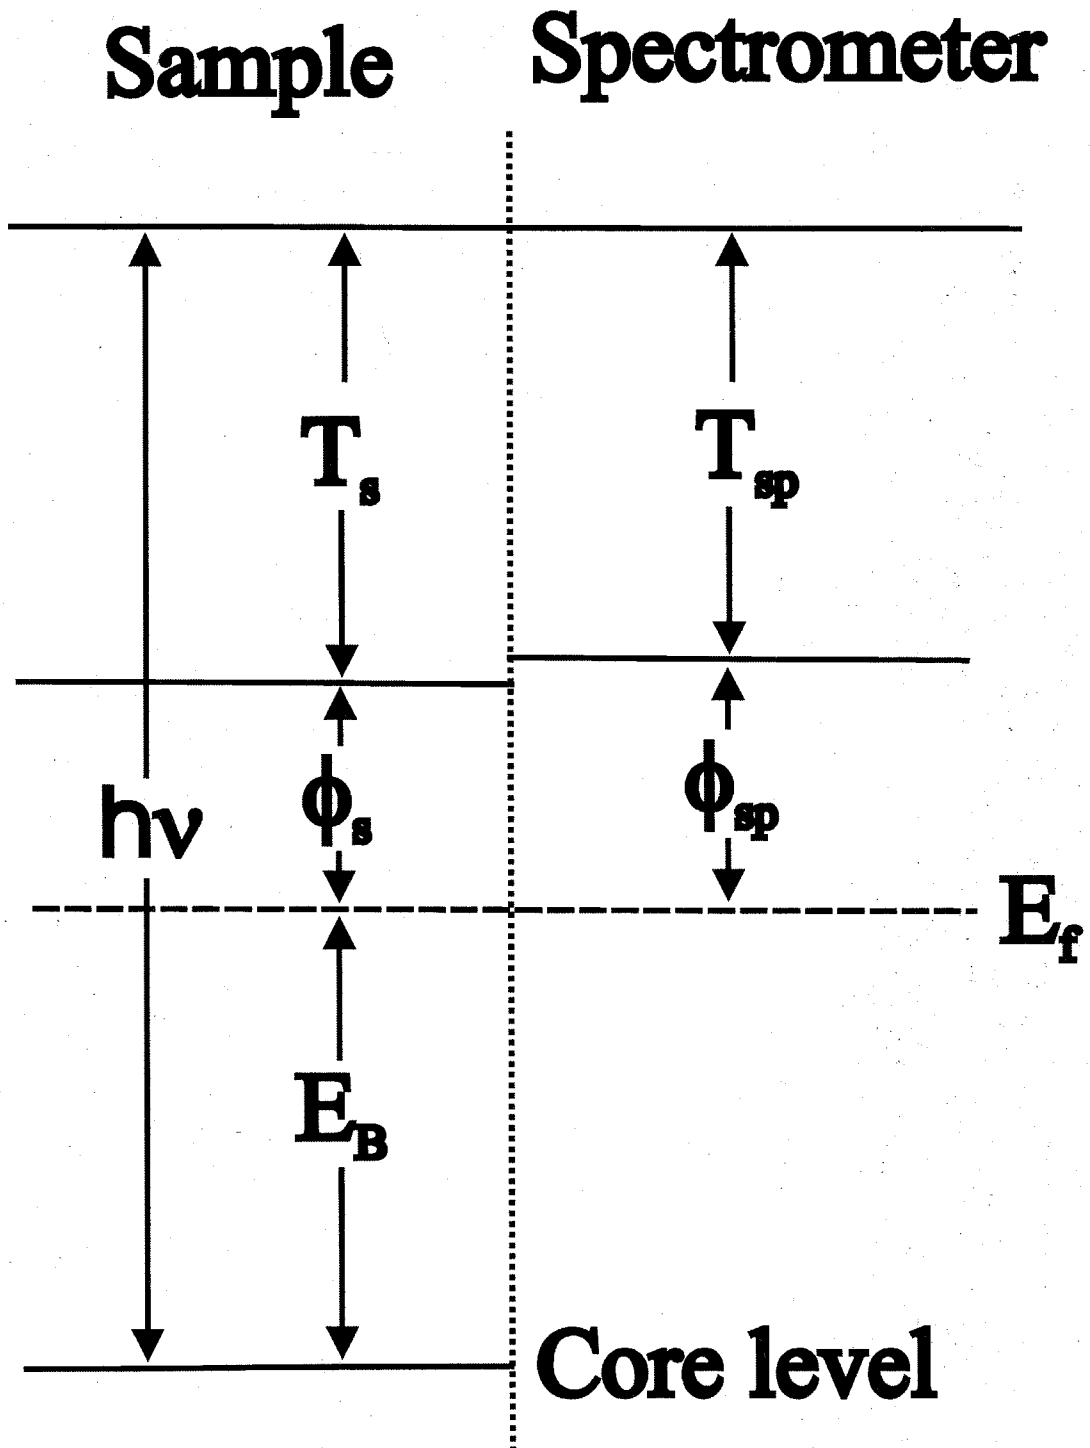 Sample Spectrometer
T_s T_sp
hν ϕ_s ϕ_sp
E_f
E_B
Core level